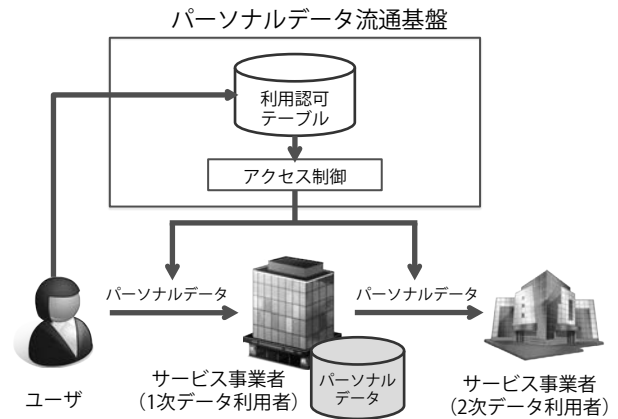 パーソナルデータ流通基盤
利用認可
テーブル
アクセス制御
パーソナルデータ
パーソナルデータ
ユーザ
サービス事業者
(1次データ利用者)
パーソナル
データ
サービス事業者
(2次データ利用者)